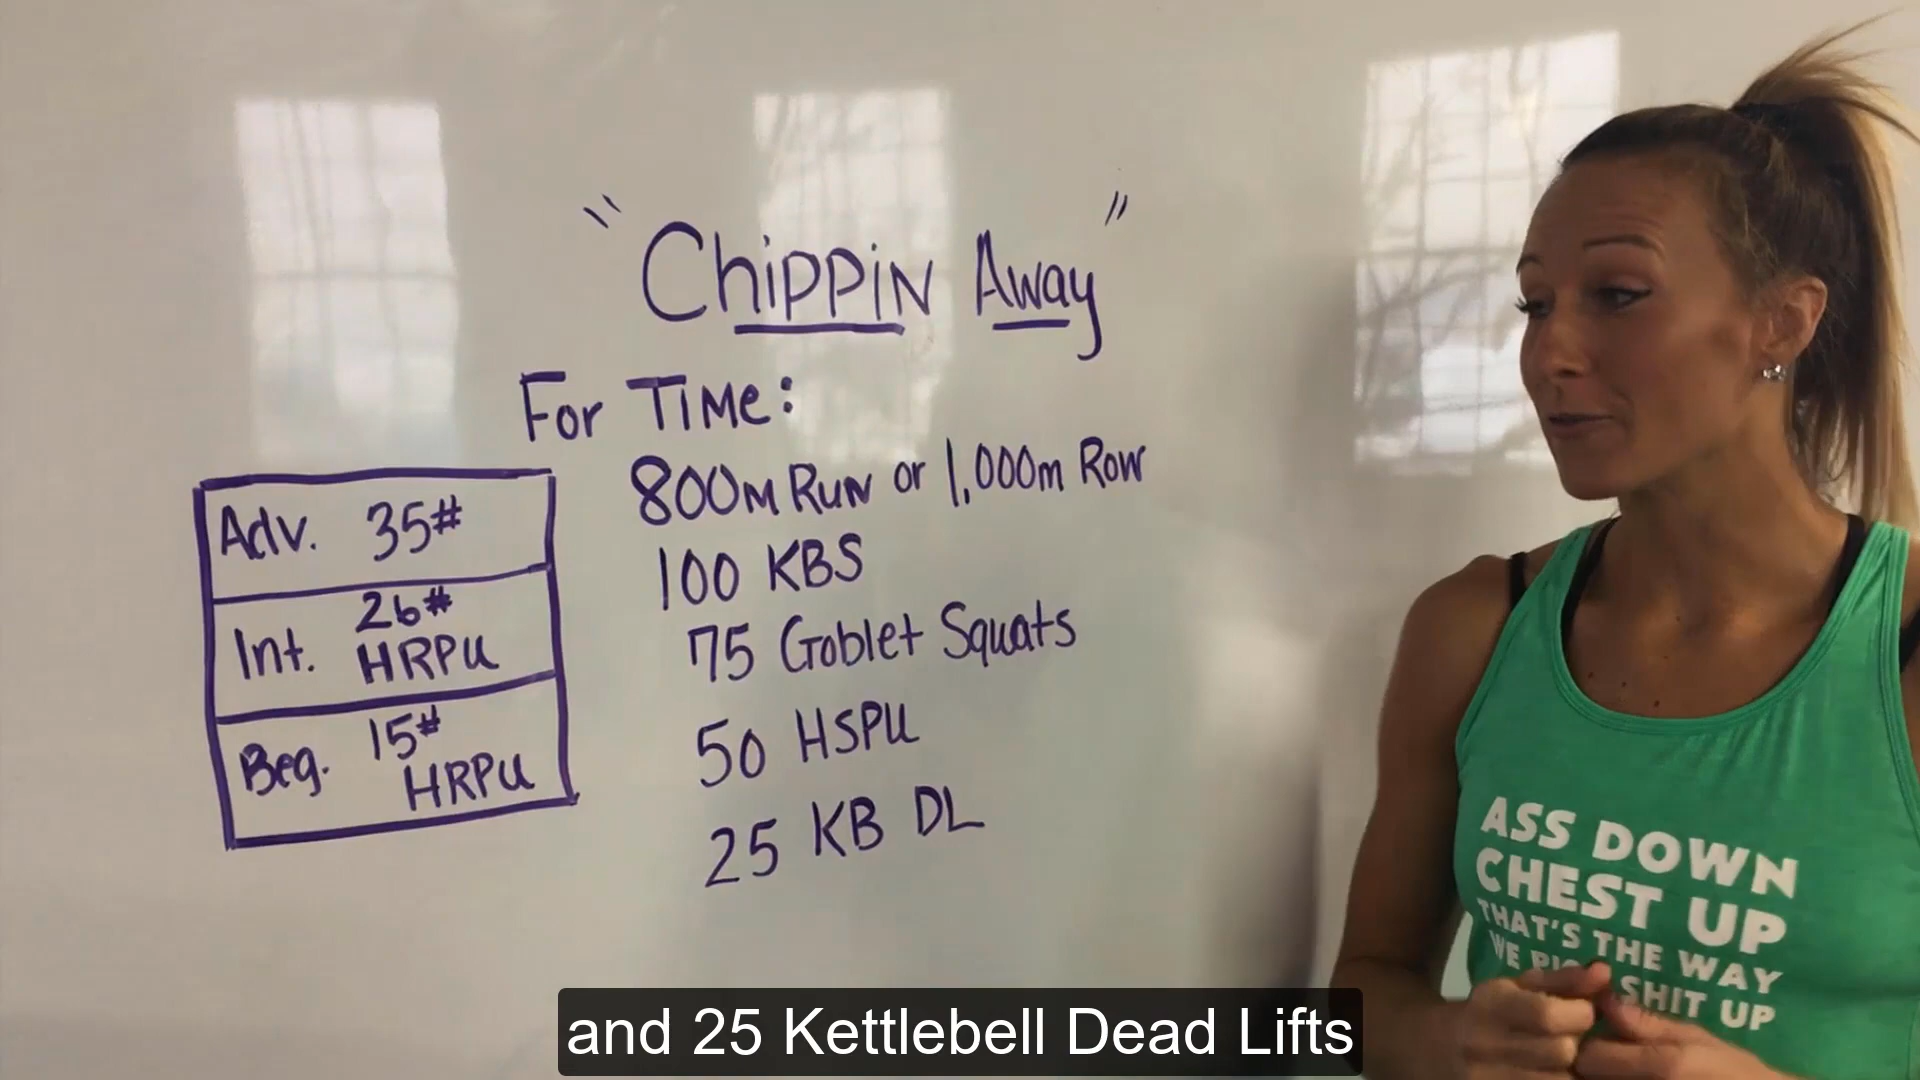 "Chippin Away"
For Time:
800m Run or 1,000m Row
100 KBS
75 Goblet Squats
50 HSPU
25 KB DL
Adv. 35#
Int. 26#
HRPU
Beg. 15#
HRPU
ASS DOWN
CHEST UP
THAT'S THE WAY
WE SHIT UP
and 25 Kettlebell Dead Lifts